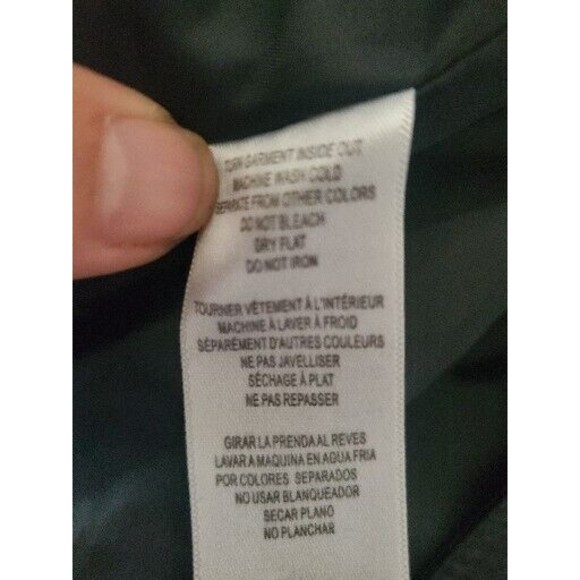 TURN GARMENT INSIDE OUT
MACHINE WASH COLD
SEPARATE FROM OTHER COLORS
DO NOT BLEACH
DRY FLAT
DO NOT IRON
TOURNER VÊTEMENT À L'INTÉRIEUR
MACHINE À LAVER À FROID
SÉPARÉMENT D'AUTRES COULEURS
NE PAS JAVELLISER
SÉCHAGE À PLAT
NE PAS REPASSER
GIRAR LA PRENDA AL REVES
LAVAR A MAQUINA EN AGUA FRIA
POR COLORES SEPARADOS
NO USAR BLANQUEADOR
SECAR PLANO
NO PLANCHAR